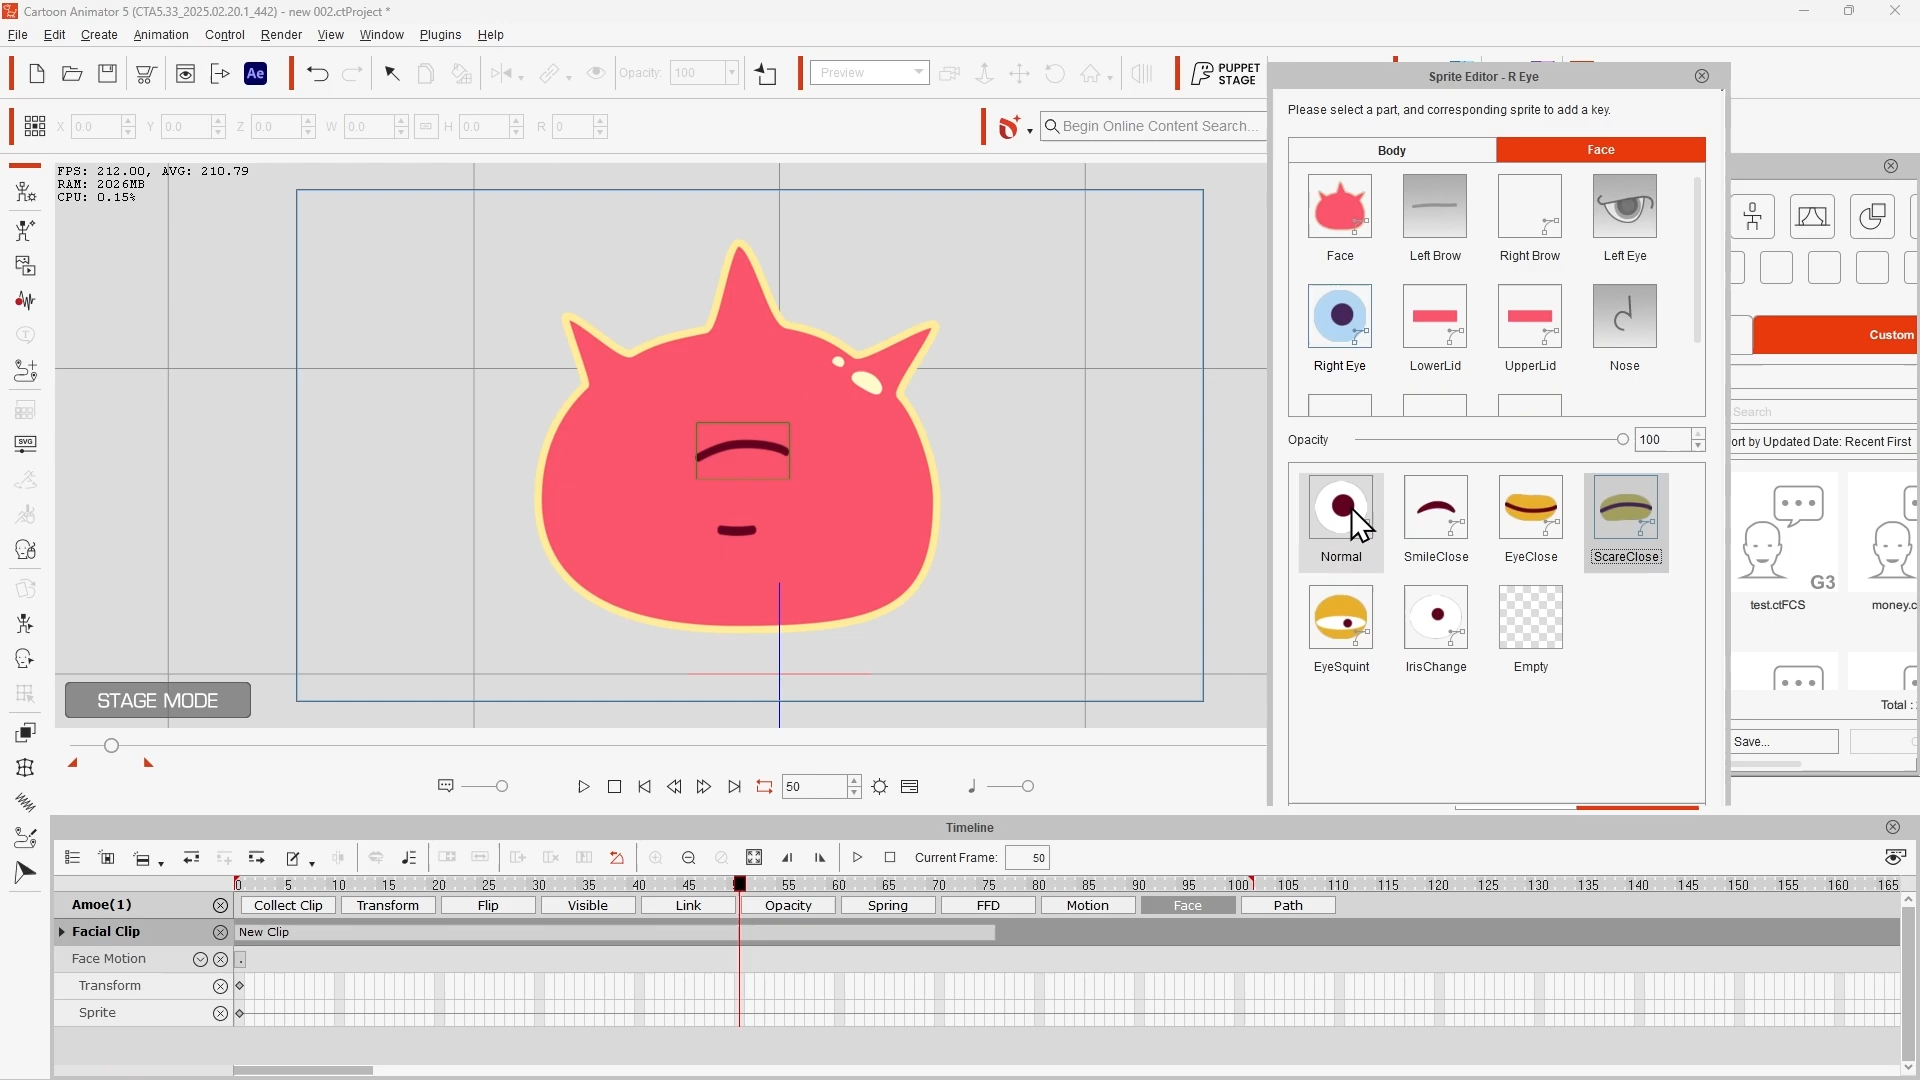 Cartoon Animator 5 (CTA5.33_2025.02.20.1_442) - new 002.ctProject *
File Edit Create Animation Control Render View Window Plugins Help
Ae
Opacity: 100
Preview
PUPPET STAGE
X 0.0 Y 0.0 Z 0.0 W 0.0 H 0.0 R 0
Begin Online Content Search...
FPS: 212.00, AVG: 210.79
RAM: 2026MB
CPU: 0.15%
SVG
STAGE MODE
50
Sprite Editor - R Eye
Please select a part, and corresponding sprite to add a key.
Body Face
Face Left Brow Right Brow Left Eye
Right Eye LowerLid UpperLid Nose
Opacity 100
Normal SmileClose EyeClose ScareClose
EyeSquint IrisChange Empty
Custom
Search
ort by Updated Date: Recent First
G3
test.ctFCS money.c
Total :
Save...
Timeline
Current Frame: 50
0 5 10 15 20 25 30 35 40 45 55 60 65 70 75 80 85 90 95 100 105 110 115 120 125 130 135 140 145 150 155 160 165
Amoe(1) Collect Clip Transform Flip Visible Link Opacity Spring FFD Motion Face Path
Facial Clip New Clip
Face Motion
Transform
Sprite